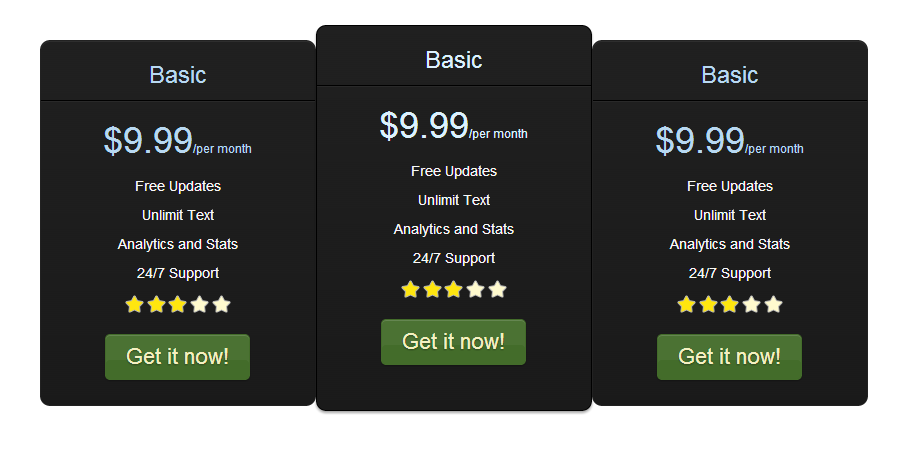 Basic
$9.99/per month
Free Updates
Unlimit Text
Analytics and Stats
24/7 Support
Get it now!
Basic
$9.99/per month
Free Updates
Unlimit Text
Analytics and Stats
24/7 Support
Get it now!
Basic
$9.99/per month
Free Updates
Unlimit Text
Analytics and Stats
24/7 Support
Get it now!